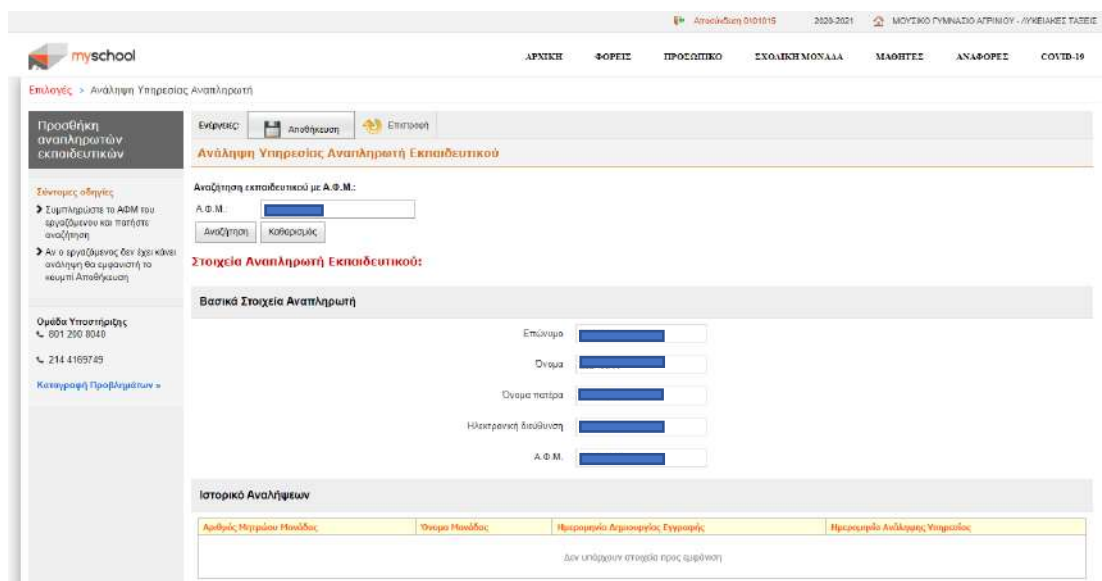 Αποσύνδεση 0101015 2020-2021 ΜΟΥΣΙΚΟ ΓΥΜΝΑΣΙΟ ΑΓΡΙΝΙΟΥ - ΛΥΚΕΙΑΚΕΣ ΤΑΞΕΙΣ
myschool ΑΡΧΙΚΗ ΦΟΡΕΙΣ ΠΡΟΣΩΠΙΚΟ ΣΧΟΛΙΚΗ ΜΟΝΑΔΑ ΜΑΘΗΤΕΣ ΑΝΑΦΟΡΕΣ COVID-19
Επιλογές > Ανάληψη Υπηρεσίας Αναπληρωτή
Προσθήκη
αναπληρωτών
εκπαιδευτικών
Σύντομες οδηγίες
Συμπληρώστε το ΑΦΜ του
εργαζόμενου και πατήστε
αναζήτηση
Αν ο εργαζόμενος δεν έχει κάνει
ανάληψη θα εμφανιστή το
κουμπί Αποθήκευση
Ομάδα Υποστήριξης
801 200 8040
214 4169749
Καταγραφή Προβλημάτων »
Ενέργειες: Αποθήκευση Επιστροφή
Ανάληψη Υπηρεσίας Αναπληρωτή Εκπαιδευτικού
Αναζήτηση εκπαιδευτικού με Α.Φ.Μ.:
Α.Φ.Μ.:
Αναζήτηση Καθαρισμός
Στοιχεία Αναπληρωτή Εκπαιδευτικού:
Βασικά Στοιχεία Αναπληρωτή
Επώνυμο
Όνομα
Όνομα πατέρα
Ηλεκτρονική διεύθυνση
Α.Φ.Μ.
Ιστορικό Αναλήψεων
Αριθμός Μητρώου Μονάδας Όνομα Μονάδας Ημερομηνία Δημιουργίας Εγγραφής Ημερομηνία Ανάληψης Υπηρεσίας
Δεν υπάρχουν στοιχεία προς εμφάνιση